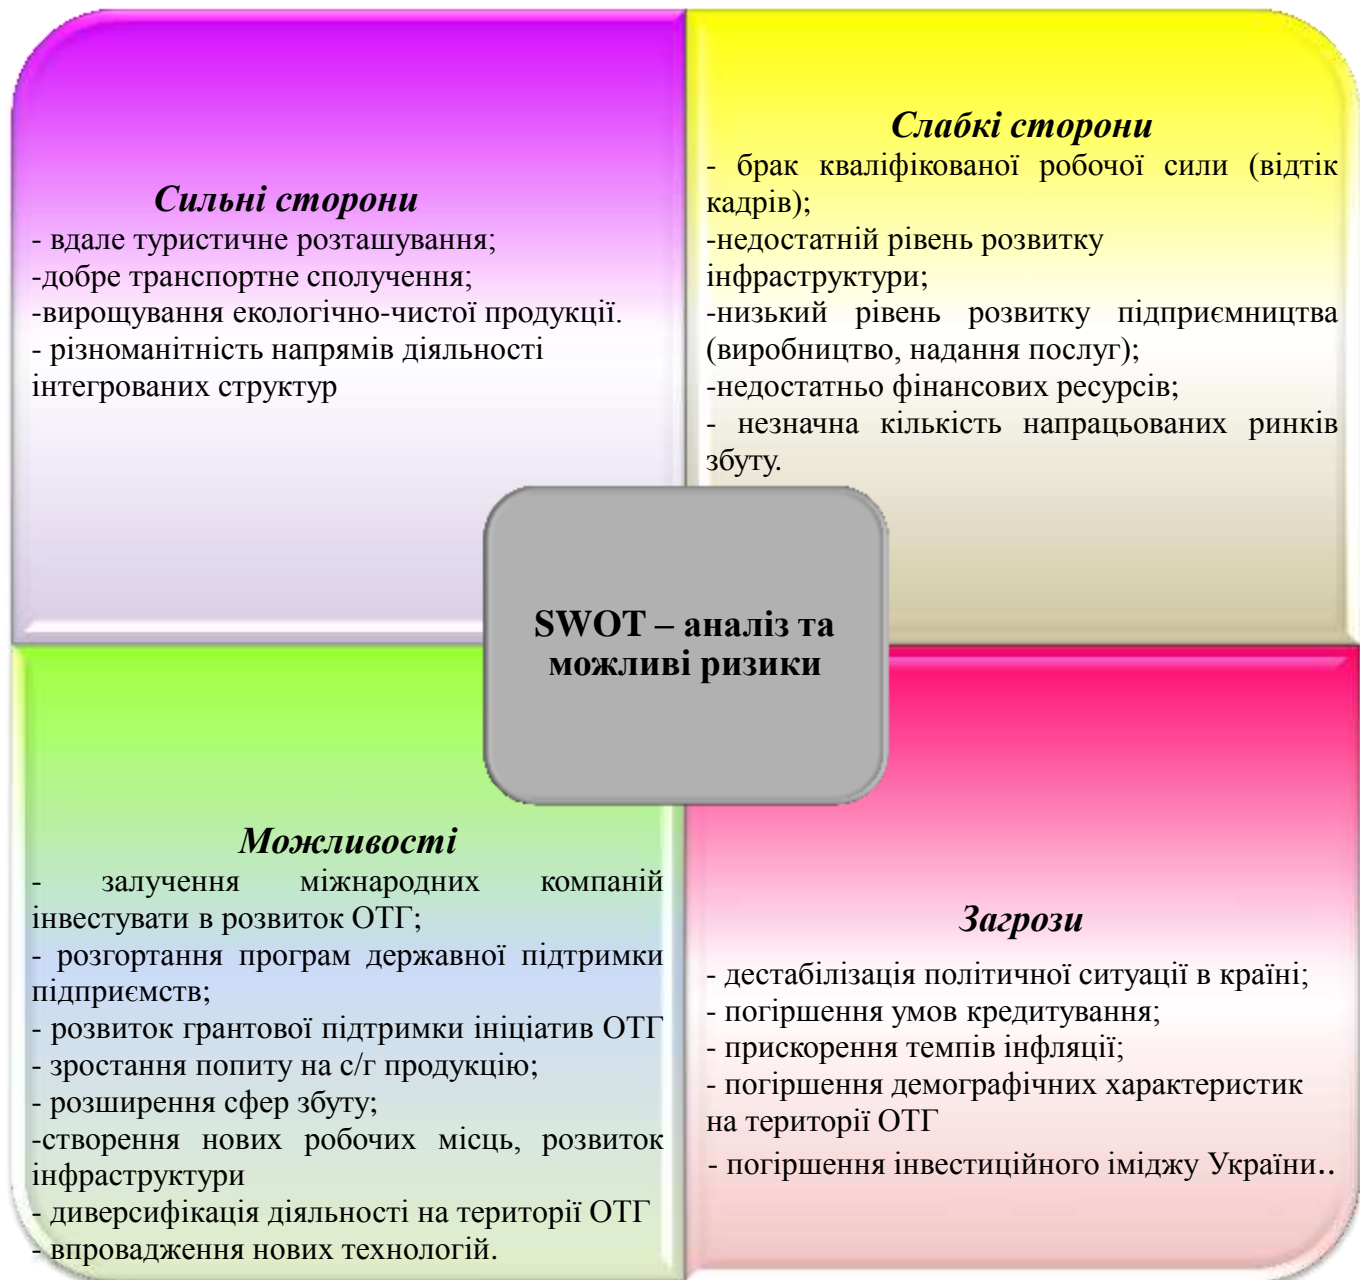 Сильні сторони
- вдале туристичне розташування;
-добре транспортне сполучення;
-вирощування екологічно-чистої продукції.
- різноманітність напрямів діяльності
інтегрованих структур
Слабкі сторони
- брак кваліфікованої робочої сили (відтік
кадрів);
-недостатній рівень розвитку
інфраструктури;
-низький рівень розвитку підприємництва
(виробництво, надання послуг);
-недостатньо фінансових ресурсів;
- незначна кількість напрацьованих ринків
збуту.
SWOT – аналіз та
можливі ризики
Можливості
- залучення міжнародних компаній
інвестувати в розвиток ОТГ;
- розгортання програм державної підтримки
підприємств;
- розвиток грантової підтримки ініціатив ОТГ
- зростання попиту на с/г продукцію;
- розширення сфер збуту;
-створення нових робочих місць, розвиток
інфраструктури
- диверсифікація діяльності на території ОТГ
- впровадження нових технологій.
Загрози
- дестабілізація політичної ситуації в країні;
- погіршення умов кредитування;
- прискорення темпів інфляції;
- погіршення демографічних характеристик
на території ОТГ
- погіршення інвестиційного іміджу України..